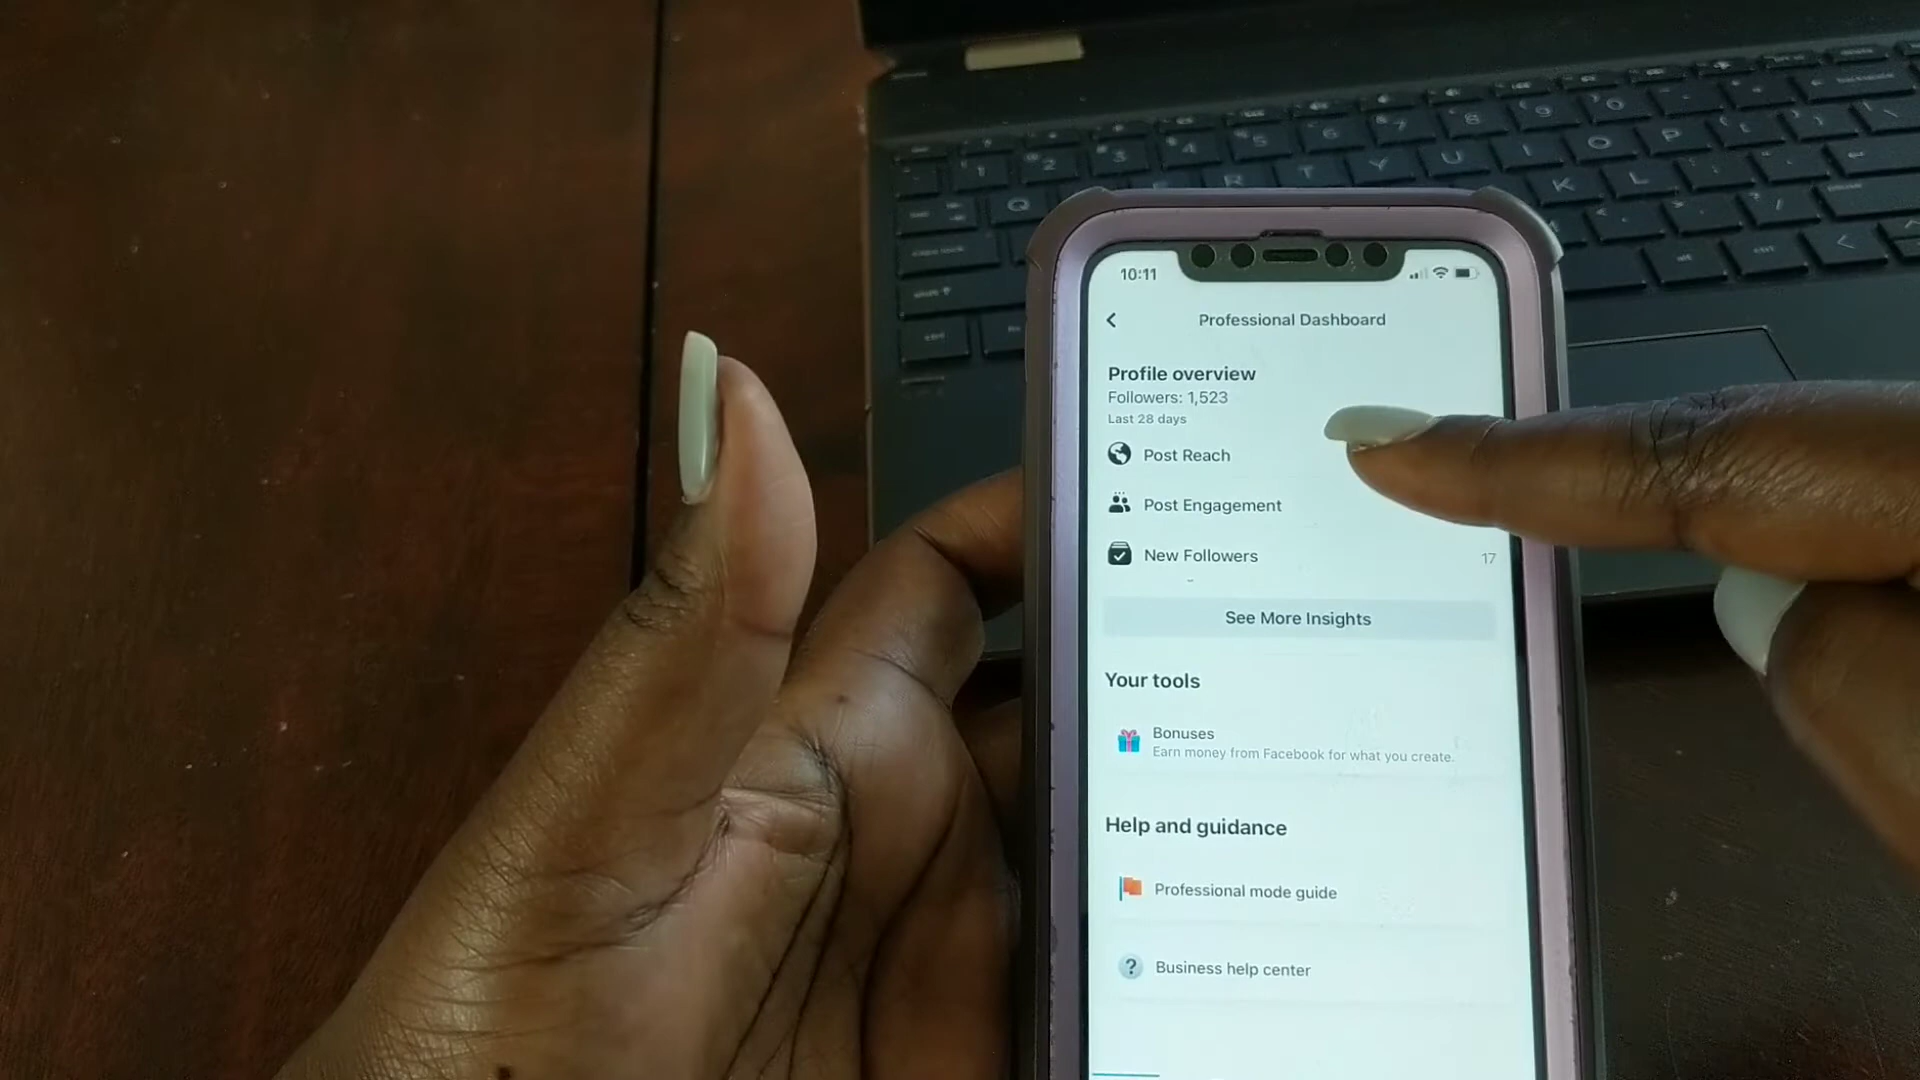 10:11
Professional Dashboard
Profile overview
Followers: 1,523
Last 28 days
Post Reach
Post Engagement
New Followers
17
See More Insights
Your tools
Bonuses
Earn money from Facebook for what you create.
Help and guidance
Professional mode guide
Business help center